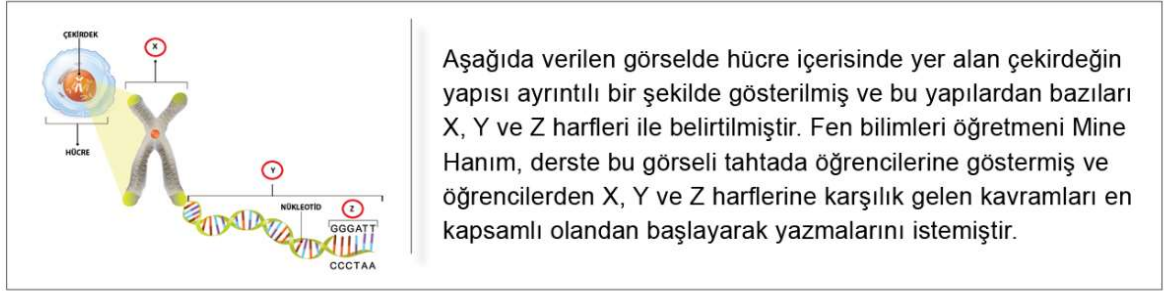 ÇEKİRDEK
X
HÜCRE
Y
NÜKLEOTİD
Z
GGGATT
CCCTAA
Aşağıda verilen görselde hücre içerisinde yer alan çekirdeğin
yapısı ayrıntılı bir şekilde gösterilmiş ve bu yapılardan bazıları
X, Y ve Z harfleri ile belirtilmiştir. Fen bilimleri öğretmeni Mine
Hanım, derste bu görseli tahtada öğrencilerine göstermiş ve
öğrencilerden X, Y ve Z harflerine karşılık gelen kavramları en
kapsamlı olandan başlayarak yazmalarını istemiştir.